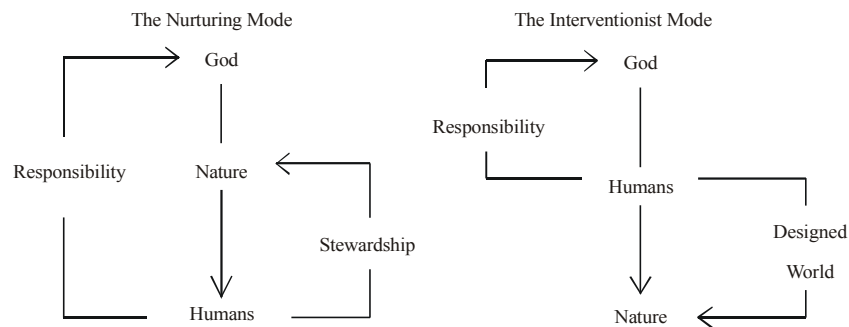 The Nurturing Mode
God
Responsibility
Nature
Stewardship
Humans
The Interventionist Mode
God
Responsibility
Humans
Designed
World
Nature